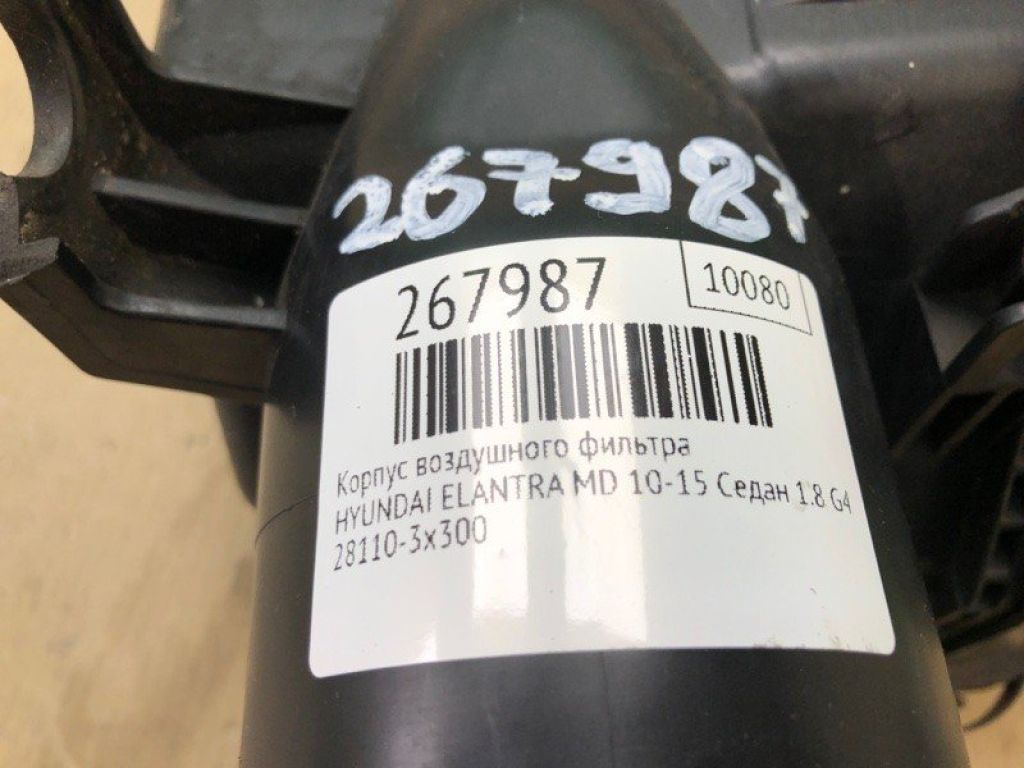 267987
267987
10080
Корпус воздушного фильтра
HYUNDAI ELANTRA MD 10-15 Седан 1.8 G4
28110-3x300